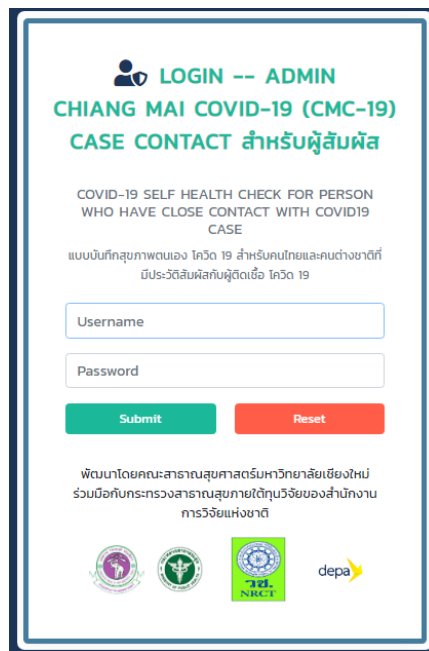 LOGIN -- ADMIN
CHIANG MAI COVID-19 (CMC-19)
CASE CONTACT สำหรับผู้สัมผัส
COVID-19 SELF HEALTH CHECK FOR PERSON
WHO HAVE CLOSE CONTACT WITH COVID19
CASE
แบบบันทึกสุขภาพตนเอง โควิด 19 สำหรับคนไทยและคนต่างชาติที่
มีประวัติสัมผัสกับผู้ติดเชื้อ โควิด 19
Username
Password
Submit Reset
พัฒนาโดยคณะสาธารณสุขศาสตร์มหาวิทยาลัยเชียงใหม่
ร่วมมือกับกระทรวงสาธารณสุขภายใต้ทุนวิจัยของสำนักงาน
การวิจัยแห่งชาติ
วช.
NRCT
depa